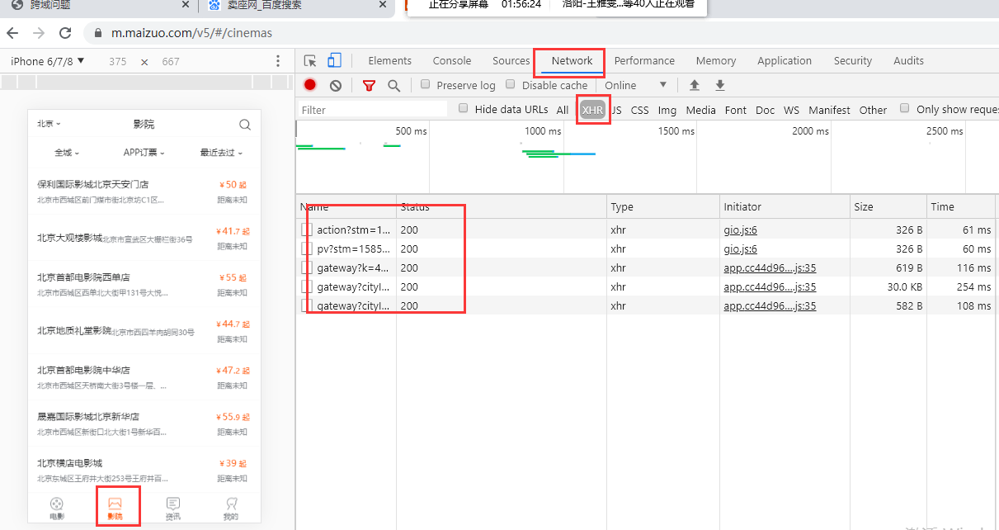 跨域问题
卖座网_百度搜索
正在分享屏幕 01:56:24 洛阳-王雅雯...等40人正在观看
m.maizuo.com/v5/#/cinemas
iPhone 6/7/8 ▼ 375 x 667
Elements Console Sources Network Performance Memory Application Security Audits
Preserve log Disable cache Online ▼
Filter Hide data URLs All XHR JS CSS Img Media Font Doc WS Manifest Other Only show reque
500 ms 1000 ms 1500 ms 2000 ms 2500 ms
北京 影院
全城 APP订票 最近去过
保利国际影城北京天安门店 ¥50 起
北京市西城区前门煤市街北京坊C1区... 距离未知
北京大观楼影城北京市宣武区大栅栏街36号 ¥41.7 起
距离未知
北京首都电影院西单店 ¥55 起
北京市西城区西单北大街甲131号大悦... 距离未知
北京地质礼堂影院北京市西四羊肉胡同30号 ¥44.7 起
距离未知
北京首都电影院中华店 ¥47.2 起
北京市西城区天桥南大街3号楼一层、... 距离未知
晟嘉国际影城北京新华店 ¥55.9 起
北京市西城区新街口北大街1号新华百... 距离未知
北京横店电影城 ¥39 起
北京东城区王府井大街253号王府井百... 距离未知
电影 影院 资讯 我的
Name Status Type Initiator Size Time
action?stm=1... 200 xhr gio.js:6 326 B 61 ms
pv?stm=1585... 200 xhr gio.js:6 326 B 60 ms
gateway?k=4... 200 xhr app.cc44d96....js:35 619 B 116 ms
gateway?cityI... 200 xhr app.cc44d96....js:35 30.0 KB 254 ms
gateway?cityI... 200 xhr app.cc44d96....js:35 582 B 108 ms